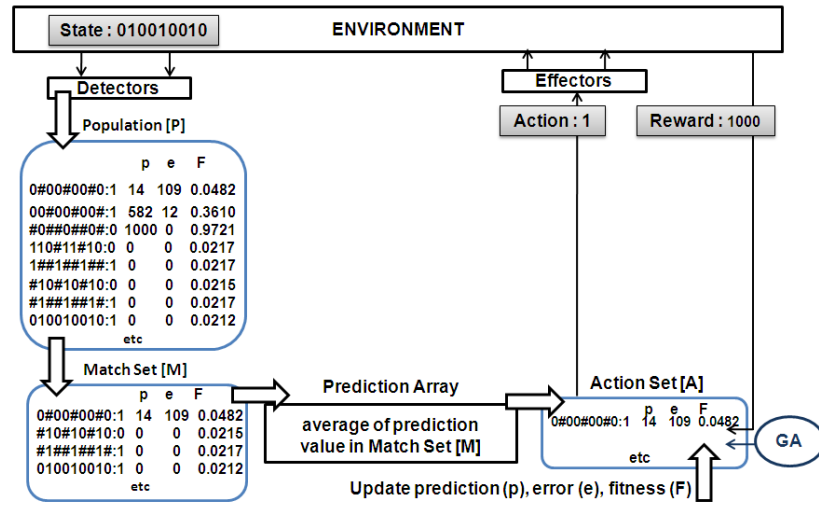 State : 010010010
ENVIRONMENT
Detectors
Effectors
Action : 1
Reward : 1000
Population [P]
p e F
0#00#00#0:1 14 109 0.0482
00#00#00#:1 582 12 0.3610
#0##0##0#:0 1000 0 0.9721
110#11#10:0 0 0 0.0217
1##1##1##:1 0 0 0.0217
#10#10#10:0 0 0 0.0215
#1##1##1#:1 0 0 0.0217
010010010:1 0 0 0.0212
etc
Match Set [M]
p e F
0#00#00#0:1 14 109 0.0482
#10#10#10:0 0 0 0.0215
#1##1##1#:1 0 0 0.0217
010010010:1 0 0 0.0212
etc
Prediction Array
average of prediction
value in Match Set [M]
Action Set [A]
p e F
0#00#00#0:1 14 109 0.0482
etc
GA
Update prediction (p), error (e), fitness (F)